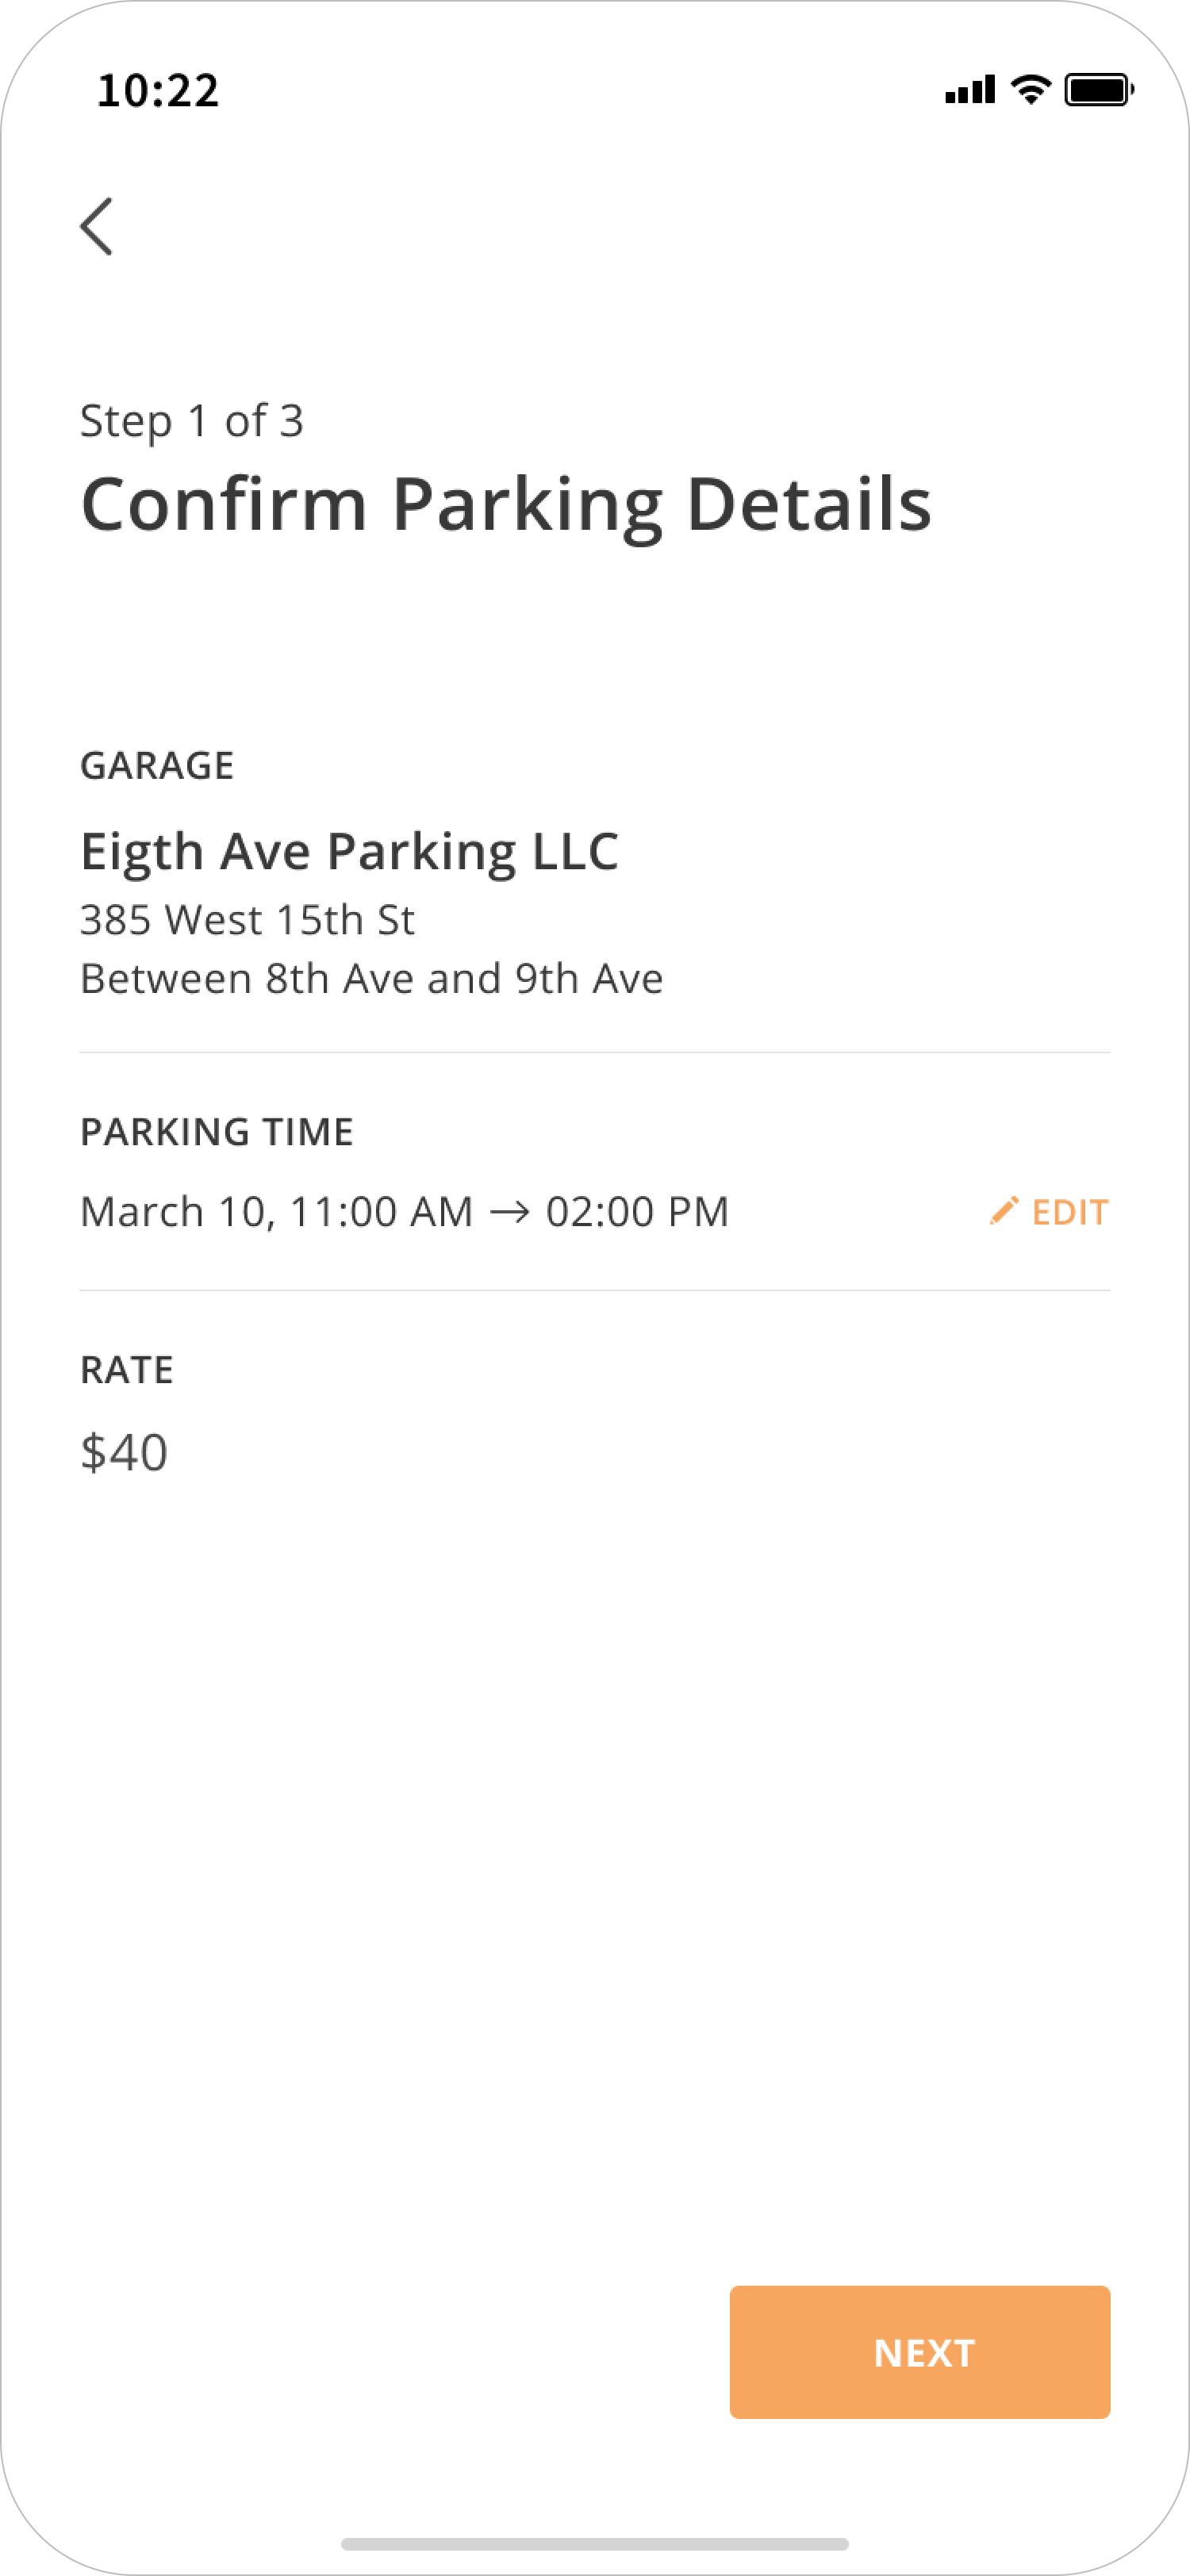 10:22
Step 1 of 3
Confirm Parking Details
GARAGE
Eigth Ave Parking LLC
385 West 15th St
Between 8th Ave and 9th Ave
PARKING TIME
March 10, 11:00 AM → 02:00 PM
EDIT
RATE
$40
NEXT